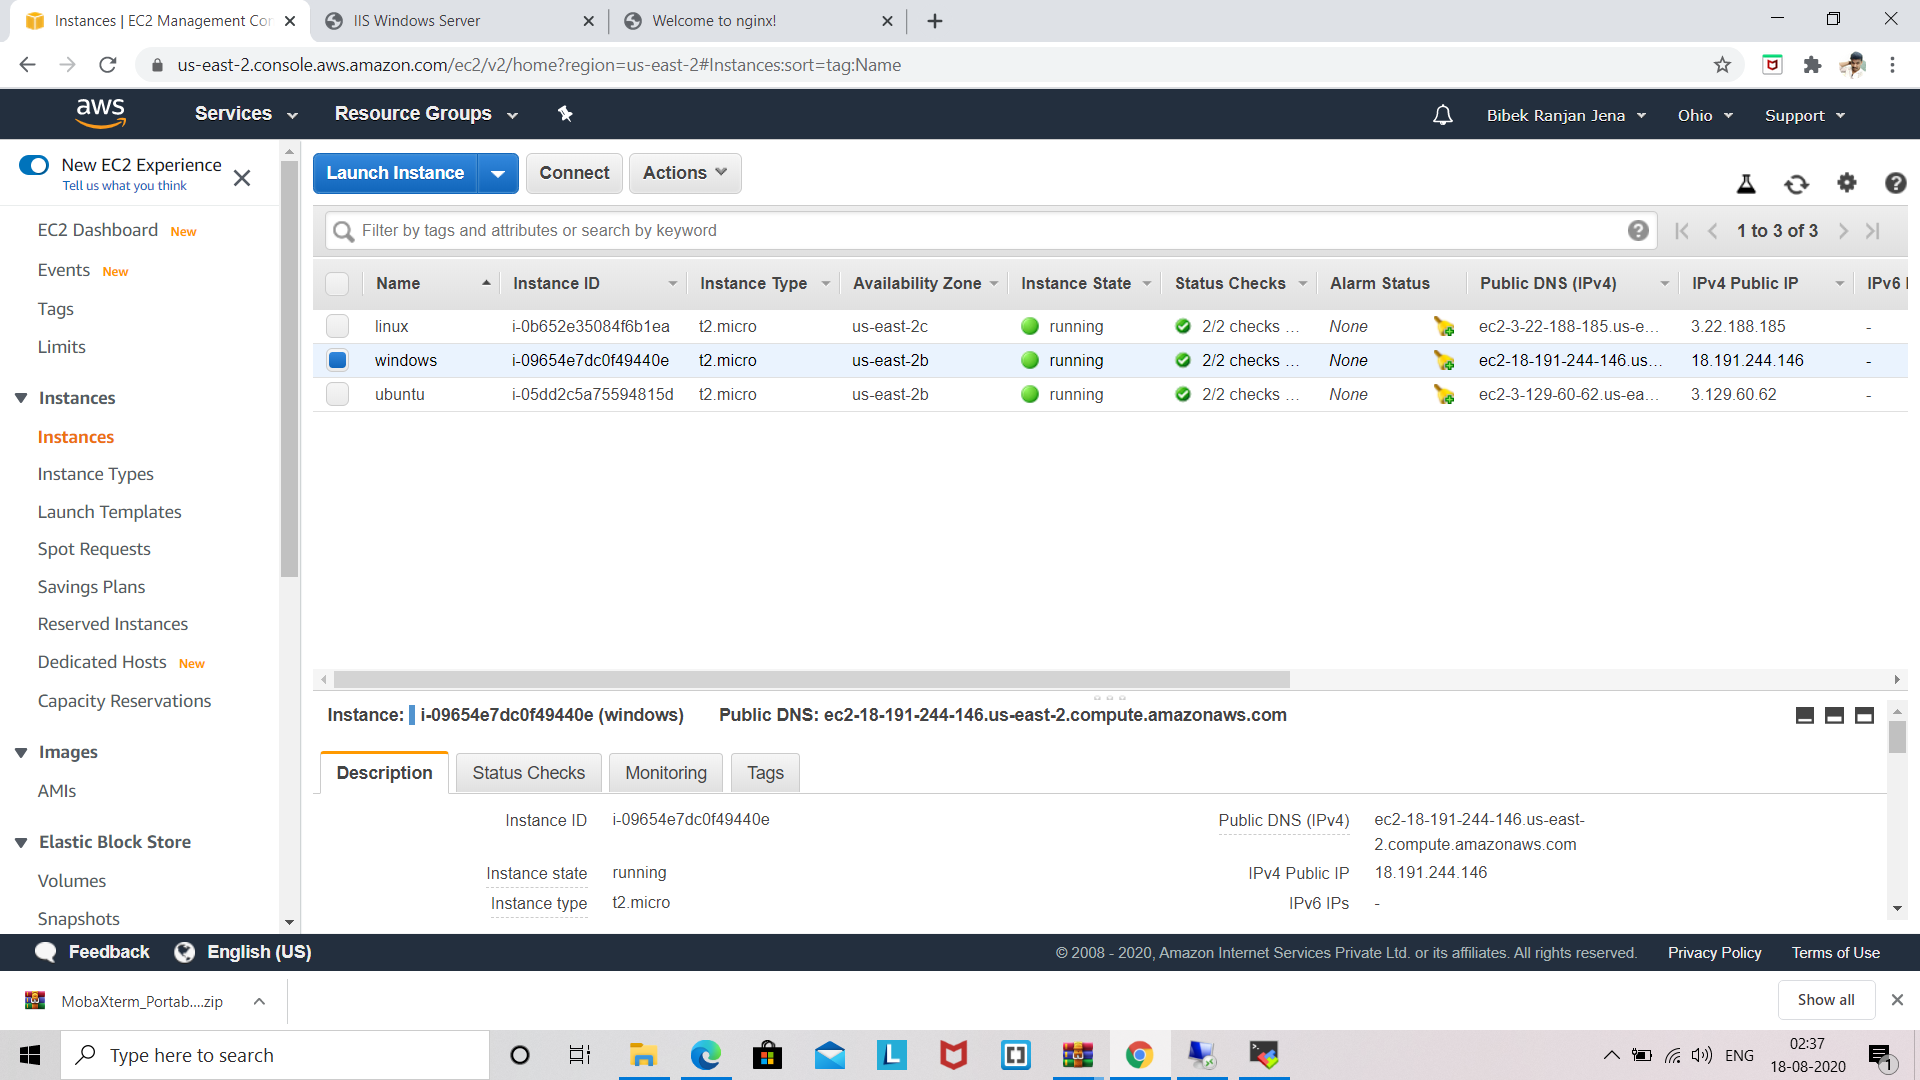 Instances | EC2 Management Con
IIS Windows Server
Welcome to nginx!
us-east-2.console.aws.amazon.com/ec2/v2/home?region=us-east-2#Instances:sort=tag:Name
aws
Services
Resource Groups
Bibek Ranjan Jena
Ohio
Support
New EC2 Experience
Tell us what you think
EC2 Dashboard New
Events New
Tags
Limits
Instances
Instances
Instance Types
Launch Templates
Spot Requests
Savings Plans
Reserved Instances
Dedicated Hosts New
Capacity Reservations
Images
AMIs
Elastic Block Store
Volumes
Snapshots
Launch Instance
Connect
Actions
Filter by tags and attributes or search by keyword
1 to 3 of 3
Name Instance ID Instance Type Availability Zone Instance State Status Checks Alarm Status Public DNS (IPv4) IPv4 Public IP IPv6 I
linux i-0b652e35084f6b1ea t2.micro us-east-2c running 2/2 checks ... None ec2-3-22-188-185.us-e... 3.22.188.185 -
windows i-09654e7dc0f49440e t2.micro us-east-2b running 2/2 checks ... None ec2-18-191-244-146.us... 18.191.244.146 -
ubuntu i-05dd2c5a75594815d t2.micro us-east-2b running 2/2 checks ... None ec2-3-129-60-62.us-ea... 3.129.60.62 -
Instance: i-09654e7dc0f49440e (windows) Public DNS: ec2-18-191-244-146.us-east-2.compute.amazonaws.com
Description
Status Checks
Monitoring
Tags
Instance ID i-09654e7dc0f49440e
Instance state running
Instance type t2.micro
Public DNS (IPv4) ec2-18-191-244-146.us-east-
2.compute.amazonaws.com
IPv4 Public IP 18.191.244.146
IPv6 IPs -
Feedback
English (US)
© 2008 - 2020, Amazon Internet Services Private Ltd. or its affiliates. All rights reserved.
Privacy Policy
Terms of Use
MobaXterm_Portab....zip
Show all
Type here to search
L
ENG
02:37
18-08-2020
1